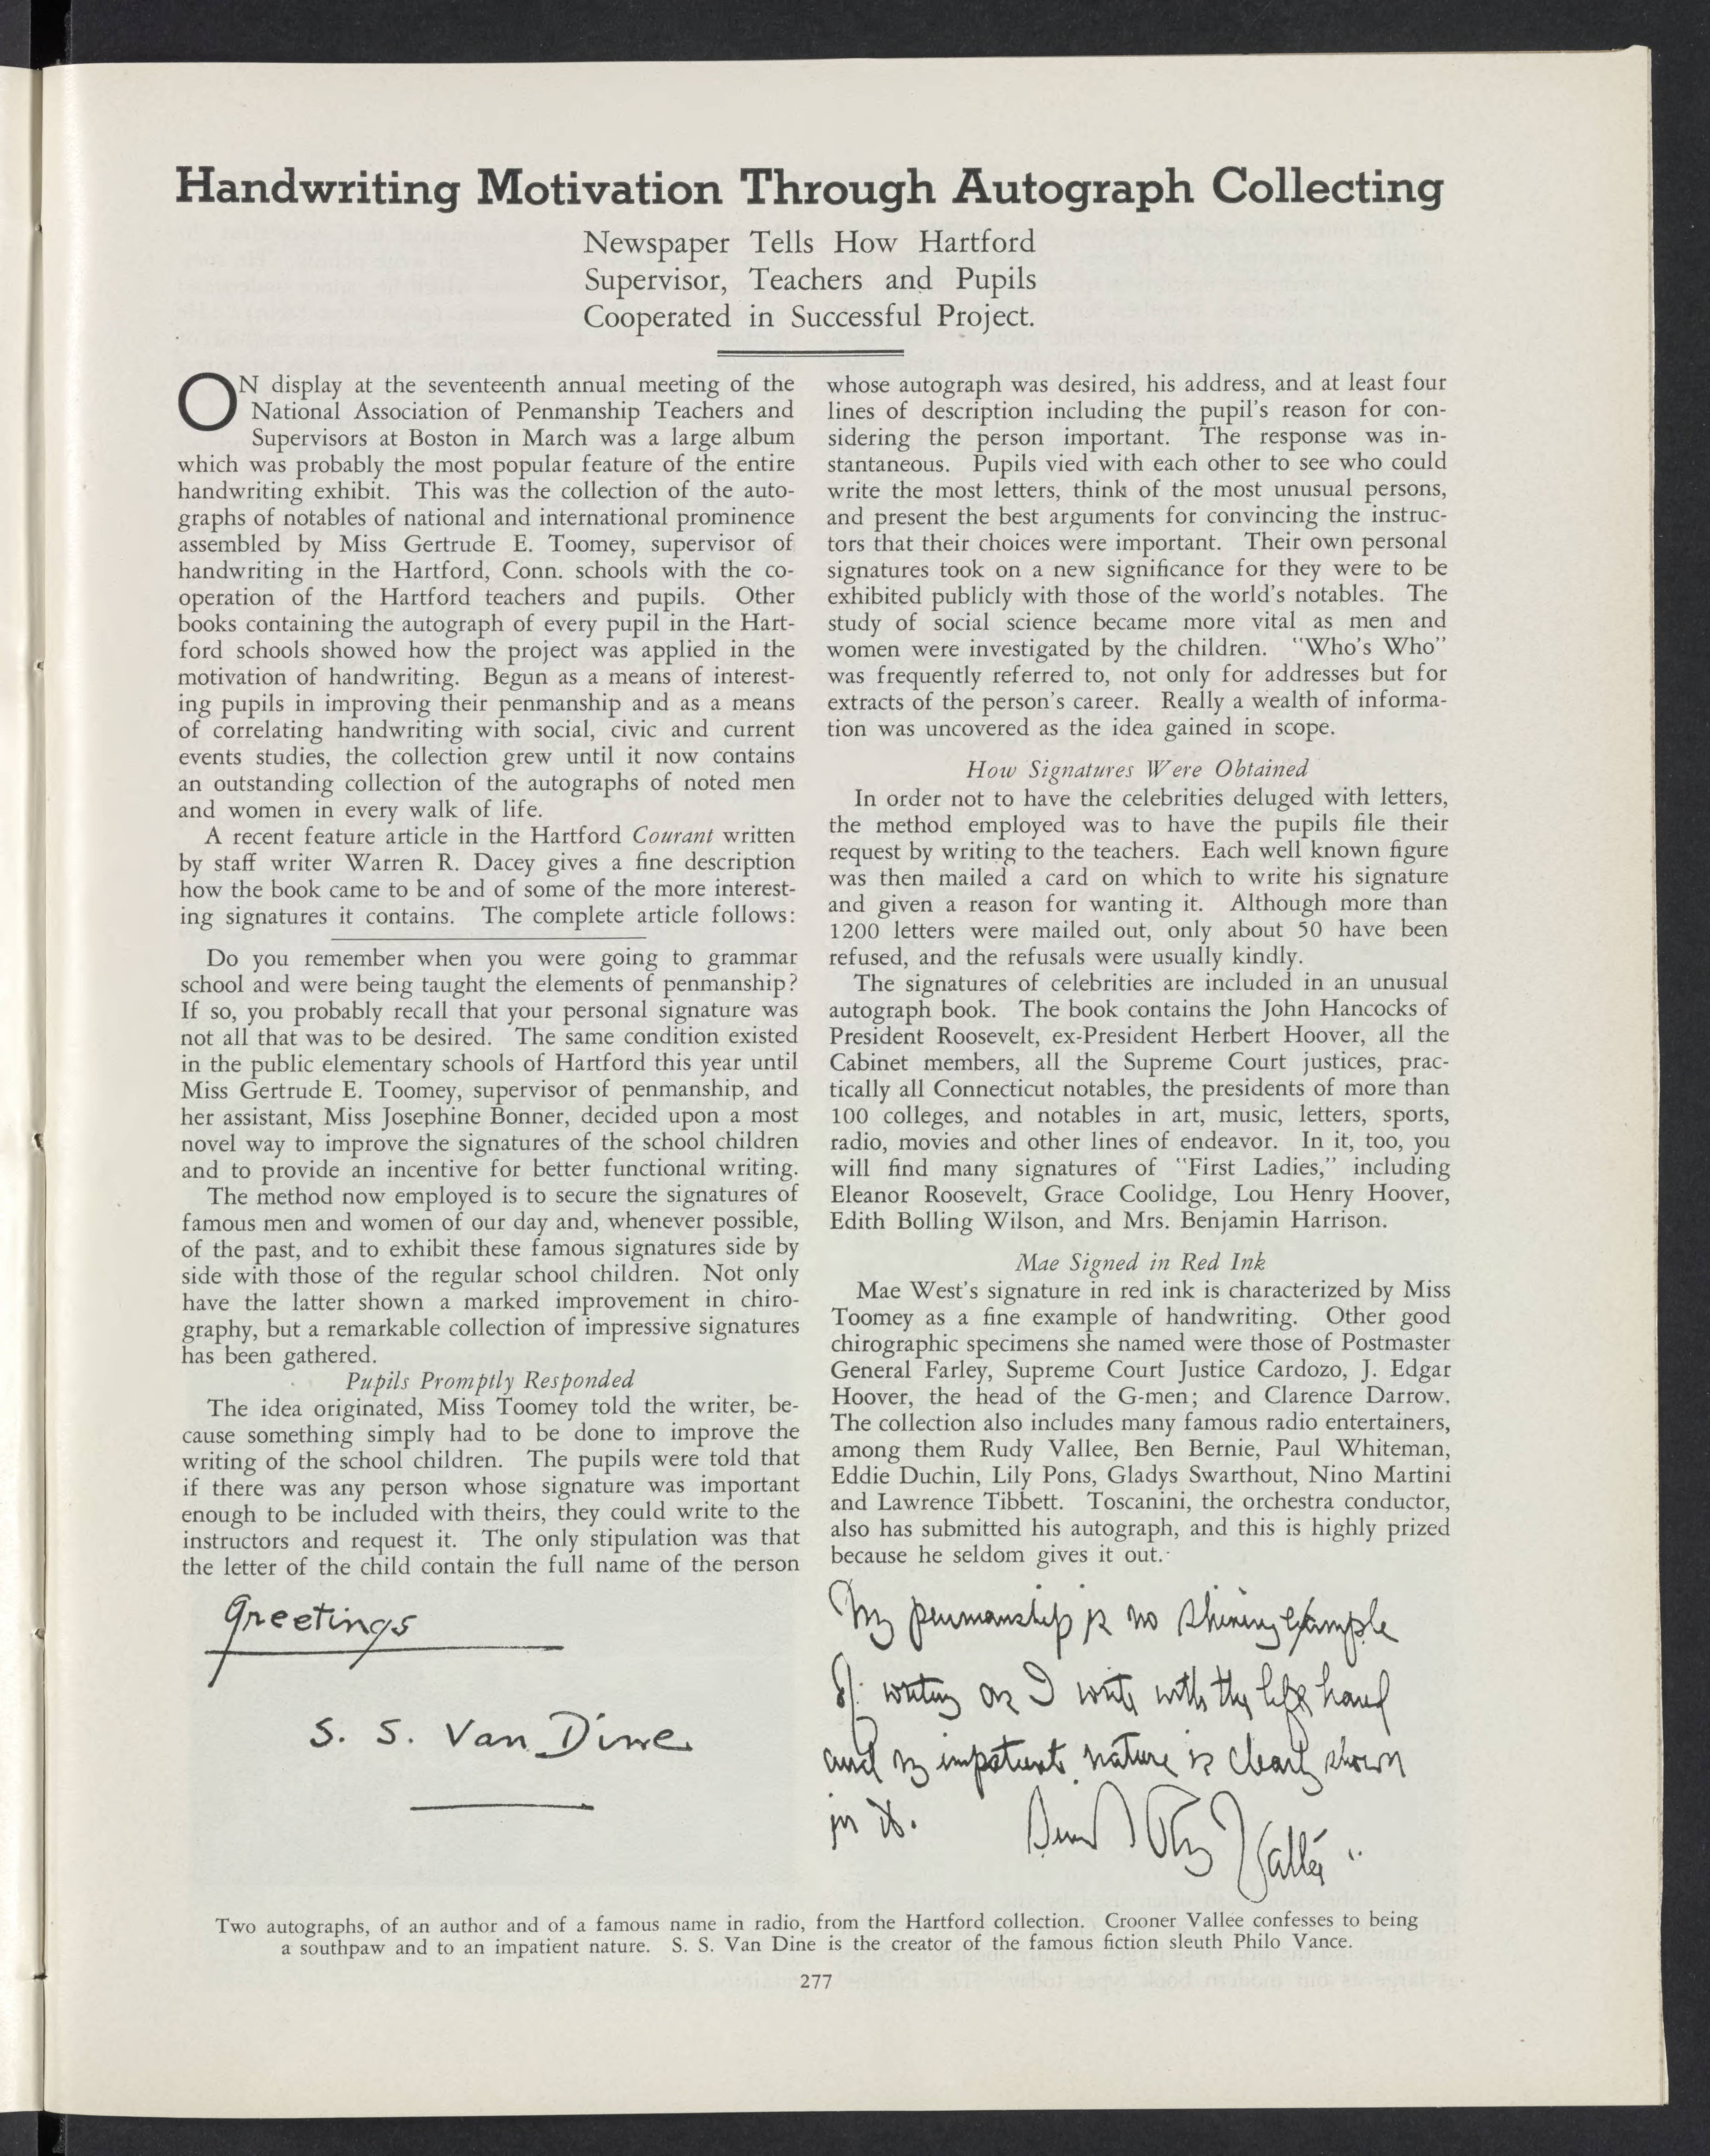 Handwriting Motivation Through Autograph Collecting
Newspaper Tells How Hartford
Supervisor, Teachers and Pupils
Cooperated in Successful Project.
ON display at the seventeenth annual meeting of the
National Association of Penmanship Teachers and
Supervisors at Boston in March was a large album
which was probably the most popular feature of the entire
handwriting exhibit. This was the collection of the auto-
graphs of notables of national and international prominence
assembled by Miss Gertrude E. Toomey, supervisor of
handwriting in the Hartford, Conn. schools with the co-
operation of the Hartford teachers and pupils. Other
books containing the autograph of every pupil in the Hart-
ford schools showed how the project was applied in the
motivation of handwriting. Begun as a means of interest-
ing pupils in improving their penmanship and as a means
of correlating handwriting with social, civic and current
events studies, the collection grew until it now contains
an outstanding collection of the autographs of noted men
and women in every walk of life.
A recent feature article in the Hartford Courant written
by staff writer Warren R. Dacey gives a fine description
how the book came to be and of some of the more interest-
ing signatures it contains. The complete article follows:
Do you remember when you were going to grammar
school and were being taught the elements of penmanship?
If so, you probably recall that your personal signature was
not all that was to be desired. The same condition existed
in the public elementary schools of Hartford this year until
Miss Gertrude E. Toomey, supervisor of penmanship, and
her assistant, Miss Josephine Bonner, decided upon a most
novel way to improve the signatures of the school children
and to provide an incentive for better functional writing.
The method now employed is to secure the signatures of
famous men and women of our day and, whenever possible,
of the past, and to exhibit these famous signatures side by
side with those of the regular school children. Not only
have the latter shown a marked improvement in chiro-
graphy, but a remarkable collection of impressive signatures
has been gathered.
Pupils Promptly Responded
The idea originated, Miss Toomey told the writer, be-
cause something simply had to be done to improve the
writing of the school children. The pupils were told that
if there was any person whose signature was important
enough to be included with theirs, they could write to the
instructors and request it. The only stipulation was that
the letter of the child contain the full name of the person
whose autograph was desired, his address, and at least four
lines of description including the pupil's reason for con-
sidering the person important. The response was in-
stantaneous. Pupils vied with each other to see who could
write the most letters, think of the most unusual persons,
and present the best arguments for convincing the instruc-
tors that their choices were important. Their own personal
signatures took on a new significance for they were to be
exhibited publicly with those of the world's notables. The
study of social science became more vital as men and
women were investigated by the children. "Who's Who"
was frequently referred to, not only for addresses but for
extracts of the person's career. Really a wealth of informa-
tion was uncovered as the idea gained in scope.
How Signatures Were Obtained
In order not to have the celebrities deluged with letters,
the method employed was to have the pupils file their
request by writing to the teachers. Each well known figure
was then mailed a card on which to write his signature
and given a reason for wanting it. Although more than
1200 letters were mailed out, only about 50 have been
refused, and the refusals were usually kindly.
The signatures of celebrities are included in an unusual
autograph book. The book contains the John Hancocks of
President Roosevelt, ex-President Herbert Hoover, all the
Cabinet members, all the Supreme Court justices, prac-
tically all Connecticut notables, the presidents of more than
100 colleges, and notables in art, music, letters, sports,
radio, movies and other lines of endeavor. In it, too, you
will find many signatures of "First Ladies," including
Eleanor Roosevelt, Grace Coolidge, Lou Henry Hoover,
Edith Bolling Wilson, and Mrs. Benjamin Harrison.
Mae Signed in Red Ink
Mae West's signature in red ink is characterized by Miss
Toomey as a fine example of handwriting. Other good
chirographic specimens she named were those of Postmaster
General Farley, Supreme Court Justice Cardozo, J. Edgar
Hoover, the head of the G-men; and Clarence Darrow.
The collection also includes many famous radio entertainers,
among them Rudy Vallee, Ben Bernie, Paul Whiteman,
Eddie Duchin, Lily Pons, Gladys Swarthout, Nino Martini
and Lawrence Tibbett. Toscanini, the orchestra conductor,
also has submitted his autograph, and this is highly prized
because he seldom gives it out.
Greetings
S. S. Van Dine
My penmanship is no shining example
of writing as I write with the left hand
and my impatient nature is clearly shown
in it.
Rudy Vallée
Two autographs, of an author and of a famous name in radio, from the Hartford collection. Crooner Vallee confesses to being
a southpaw and to an impatient nature. S. S. Van Dine is the creator of the famous fiction sleuth Philo Vance.
277